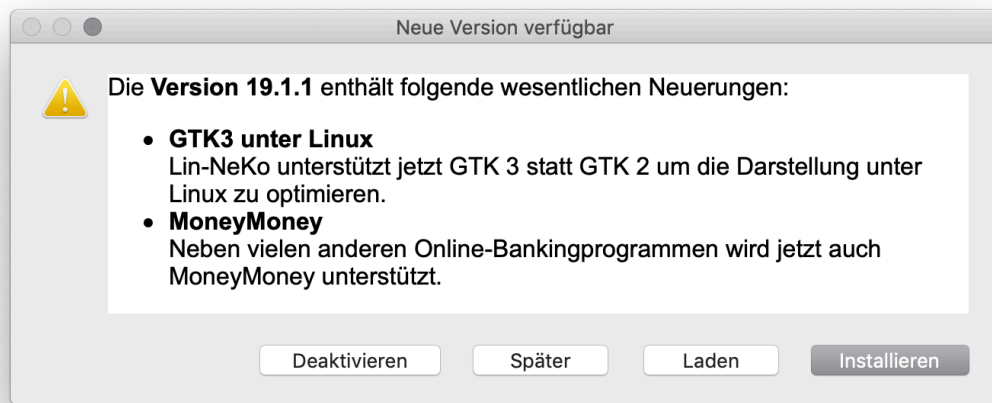 Neue Version verfügbar
Die Version 19.1.1 enthält folgende wesentlichen Neuerungen:
• GTK3 unter Linux
Lin-NeKo unterstützt jetzt GTK 3 statt GTK 2 um die Darstellung unter
Linux zu optimieren.
• MoneyMoney
Neben vielen anderen Online-Bankingprogrammen wird jetzt auch
MoneyMoney unterstützt.
Deaktivieren Später Laden Installieren